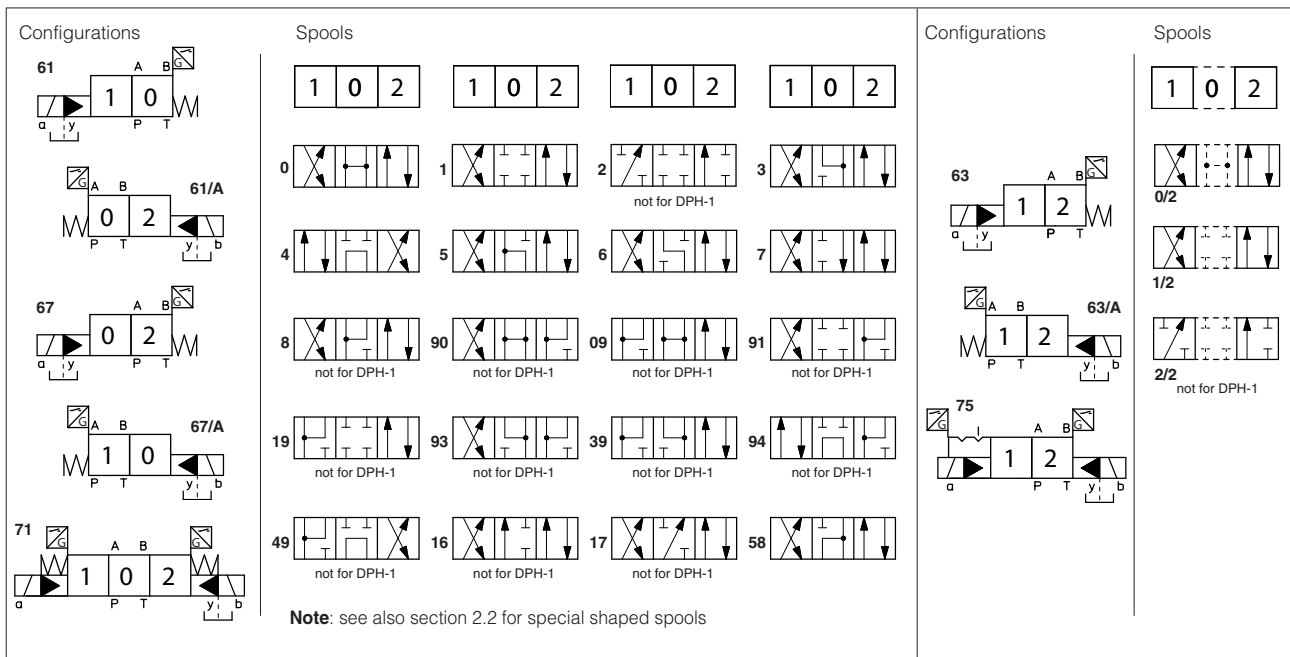 Configurations
Spools
Configurations
Spools
61
G
A B
1 0
a y
P T
1 0 2
1 0 2
1 0 2
1 0 2
1 0 2
0
1
2
not for DPH-1
3
0/2
G
A B
61/A
0 2
P T
y b
63
G
A B
1 2
a y
P T
4
5
6
7
1/2
67
G
A B
0 2
a y
P T
8
not for DPH-1
90
not for DPH-1
09
not for DPH-1
91
not for DPH-1
G
A B
63/A
1 2
P T
y b
2/2
not for DPH-1
G
A B
67/A
1 0
P T
y b
19
not for DPH-1
93
not for DPH-1
39
not for DPH-1
94
not for DPH-1
75
G
l
A B
G
1 2
a
P T
y b
71
G
A B
G
1 0 2
a
P T
y b
49
not for DPH-1
16
not for DPH-1
17
not for DPH-1
58
not for DPH-1
Note: see also section 2.2 for special shaped spools